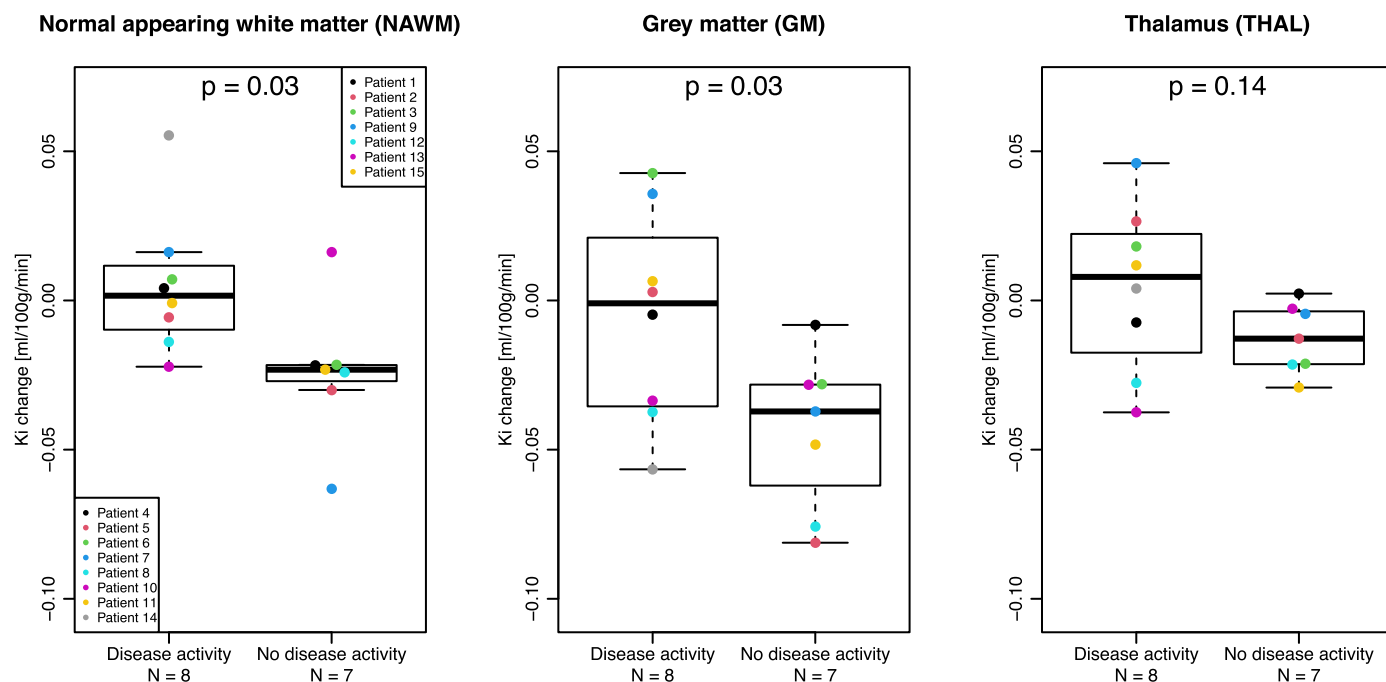 Normal appearing white matter (NAWM)
p = 0.03
Patient 1
Patient 2
Patient 3
Patient 9
Patient 12
Patient 13
Patient 15
Ki change [ml/100g/min]
0.05
0.00
−0.05
−0.10
Patient 4
Patient 5
Patient 6
Patient 7
Patient 8
Patient 10
Patient 11
Patient 14
Disease activity
N = 8
No disease activity
N = 7
Grey matter (GM)
p = 0.03
Ki change [ml/100g/min]
0.05
0.00
−0.05
−0.10
Disease activity
N = 8
No disease activity
N = 7
Thalamus (THAL)
p = 0.14
Ki change [ml/100g/min]
0.05
0.00
−0.05
−0.10
Disease activity
N = 8
No disease activity
N = 7